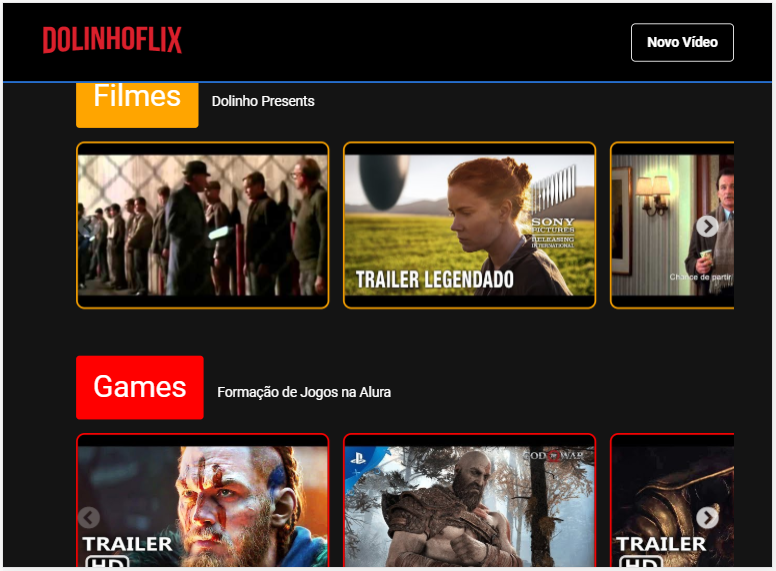 DOLINHOFLIX
Novo Vídeo
Filmes
Dolinho Presents
SONY
PICTURES
RELEASING
INTERNATIONAL
TRAILER LEGENDADO
Chance de partir.
Games
Formação de Jogos na Alura
GOD OF WAR
TRAILER
HD
TRAILER
HD